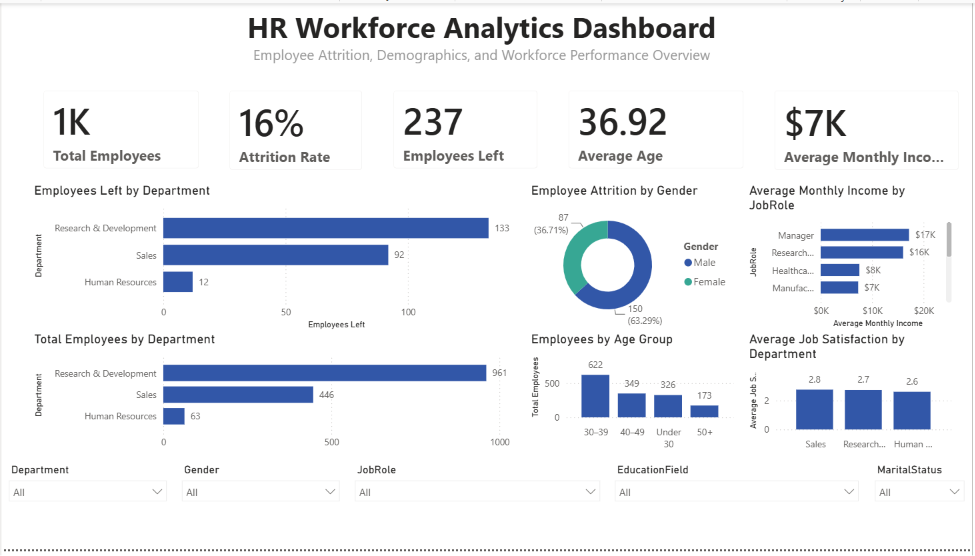 HR Workforce Analytics Dashboard
Employee Attrition, Demographics, and Workforce Performance Overview
1K
Total Employees
16%
Attrition Rate
237
Employees Left
36.92
Average Age
$7K
Average Monthly Inco...
Employees Left by Department
Department
Research & Development
133
Sales
92
Human Resources
12
0
50
100
Employees Left
Employee Attrition by Gender
87
(36.71%)
150
(63.29%)
Gender
Male
Female
Average Monthly Income by
JobRole
JobRole
Manager
$17K
Research...
$16K
Healthca...
$8K
Manufac...
$7K
$0K
$10K
$20K
Average Monthly Income
Total Employees by Department
Department
Research & Development
961
Sales
446
Human Resources
63
0
500
1000
Employees by Age Group
Total Employees
500
0
622
349
326
173
30–39
40–49
Under
30
50+
Average Job Satisfaction by
Department
Average Job S...
2
0
2.8
2.7
2.6
Sales
Research...
Human ...
Department
All
Gender
All
JobRole
All
EducationField
All
MaritalStatus
All